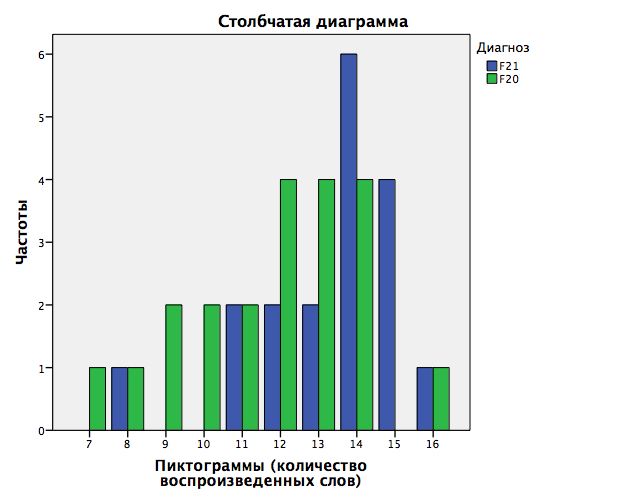 Столбчатая диаграмма
Диагноз
F21
F20
Частоты
6
5
4
3
2
1
0
7 8 9 10 11 12 13 14 15 16
Пиктограммы (количество
воспроизведенных слов)